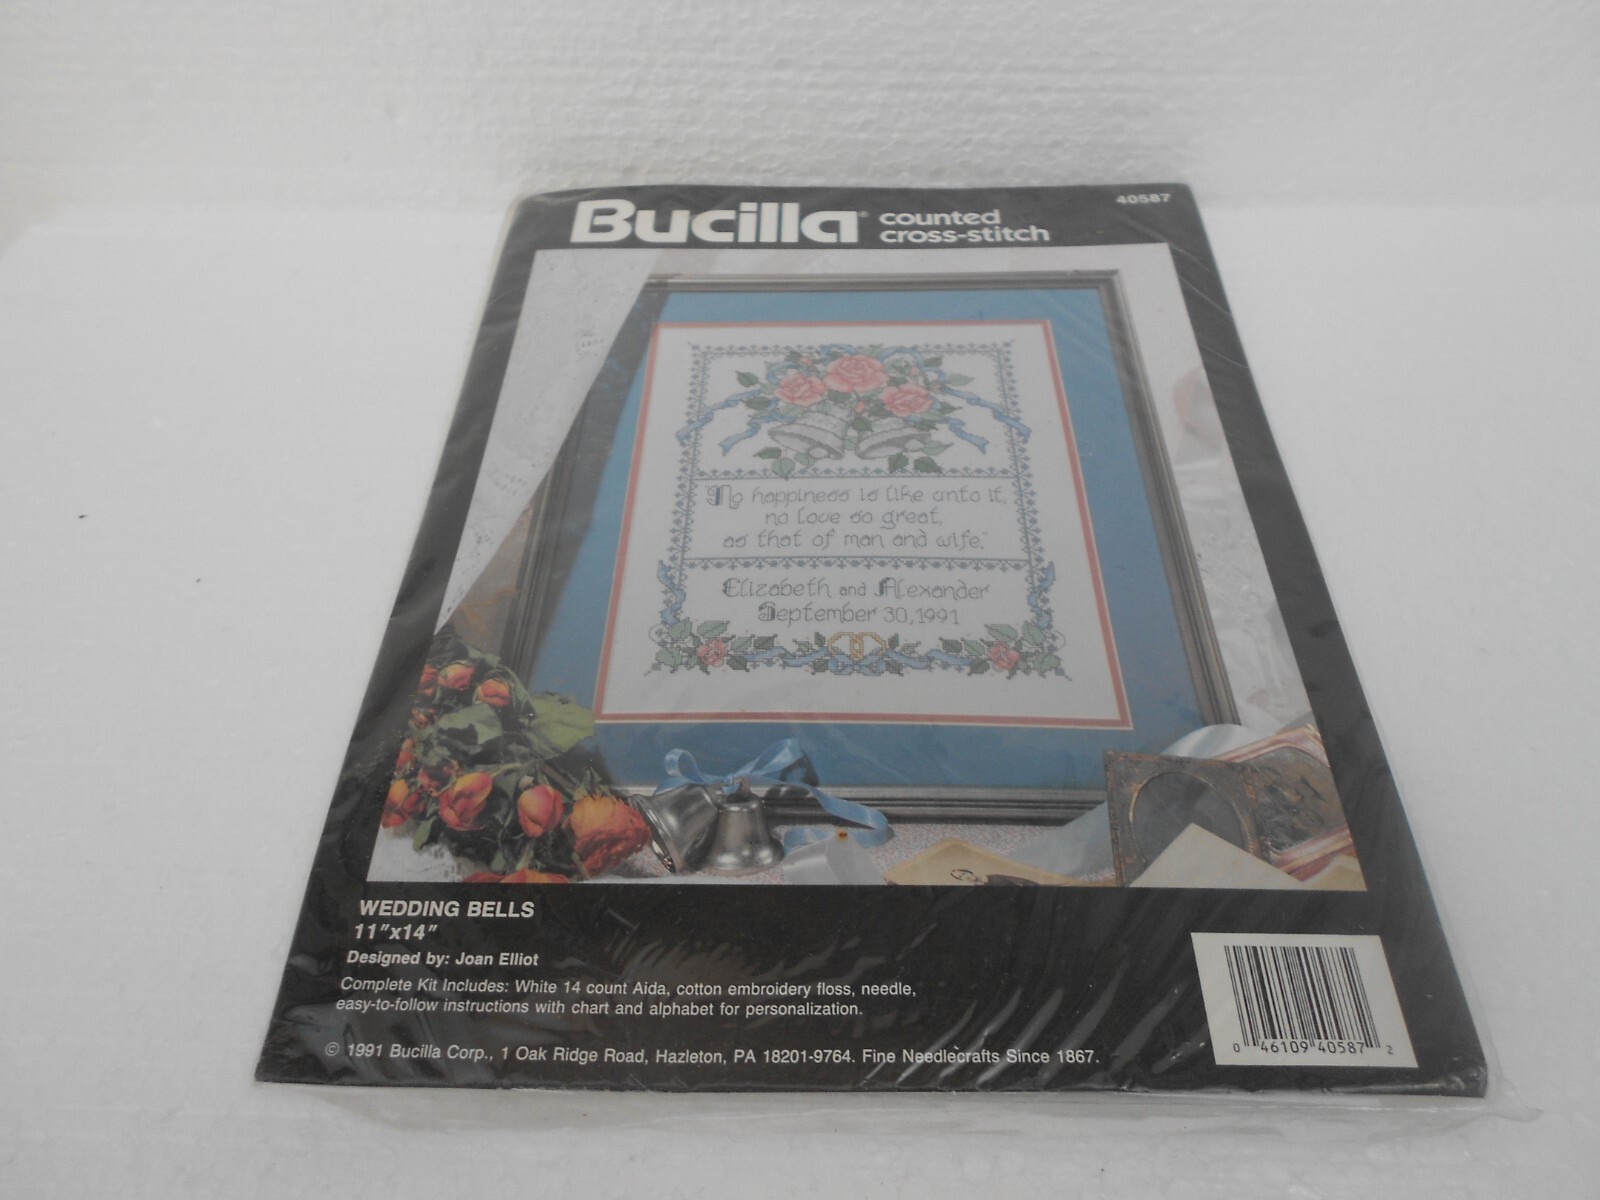 Bucilla® counted cross-stitch
40587
"No happiness is like unto it,
no love so great,
as that of man and wife."
Elizabeth and Alexander
September 30, 1991
WEDDING BELLS
11"x14"
Designed by: Joan Elliot
Complete Kit Includes: White 14 count Aida, cotton embroidery floss, needle,
easy-to-follow instructions with chart and alphabet for personalization.
© 1991 Bucilla Corp., 1 Oak Ridge Road, Hazleton, PA 18201-9764. Fine Needlecrafts Since 1867.
0 46109 40587 2